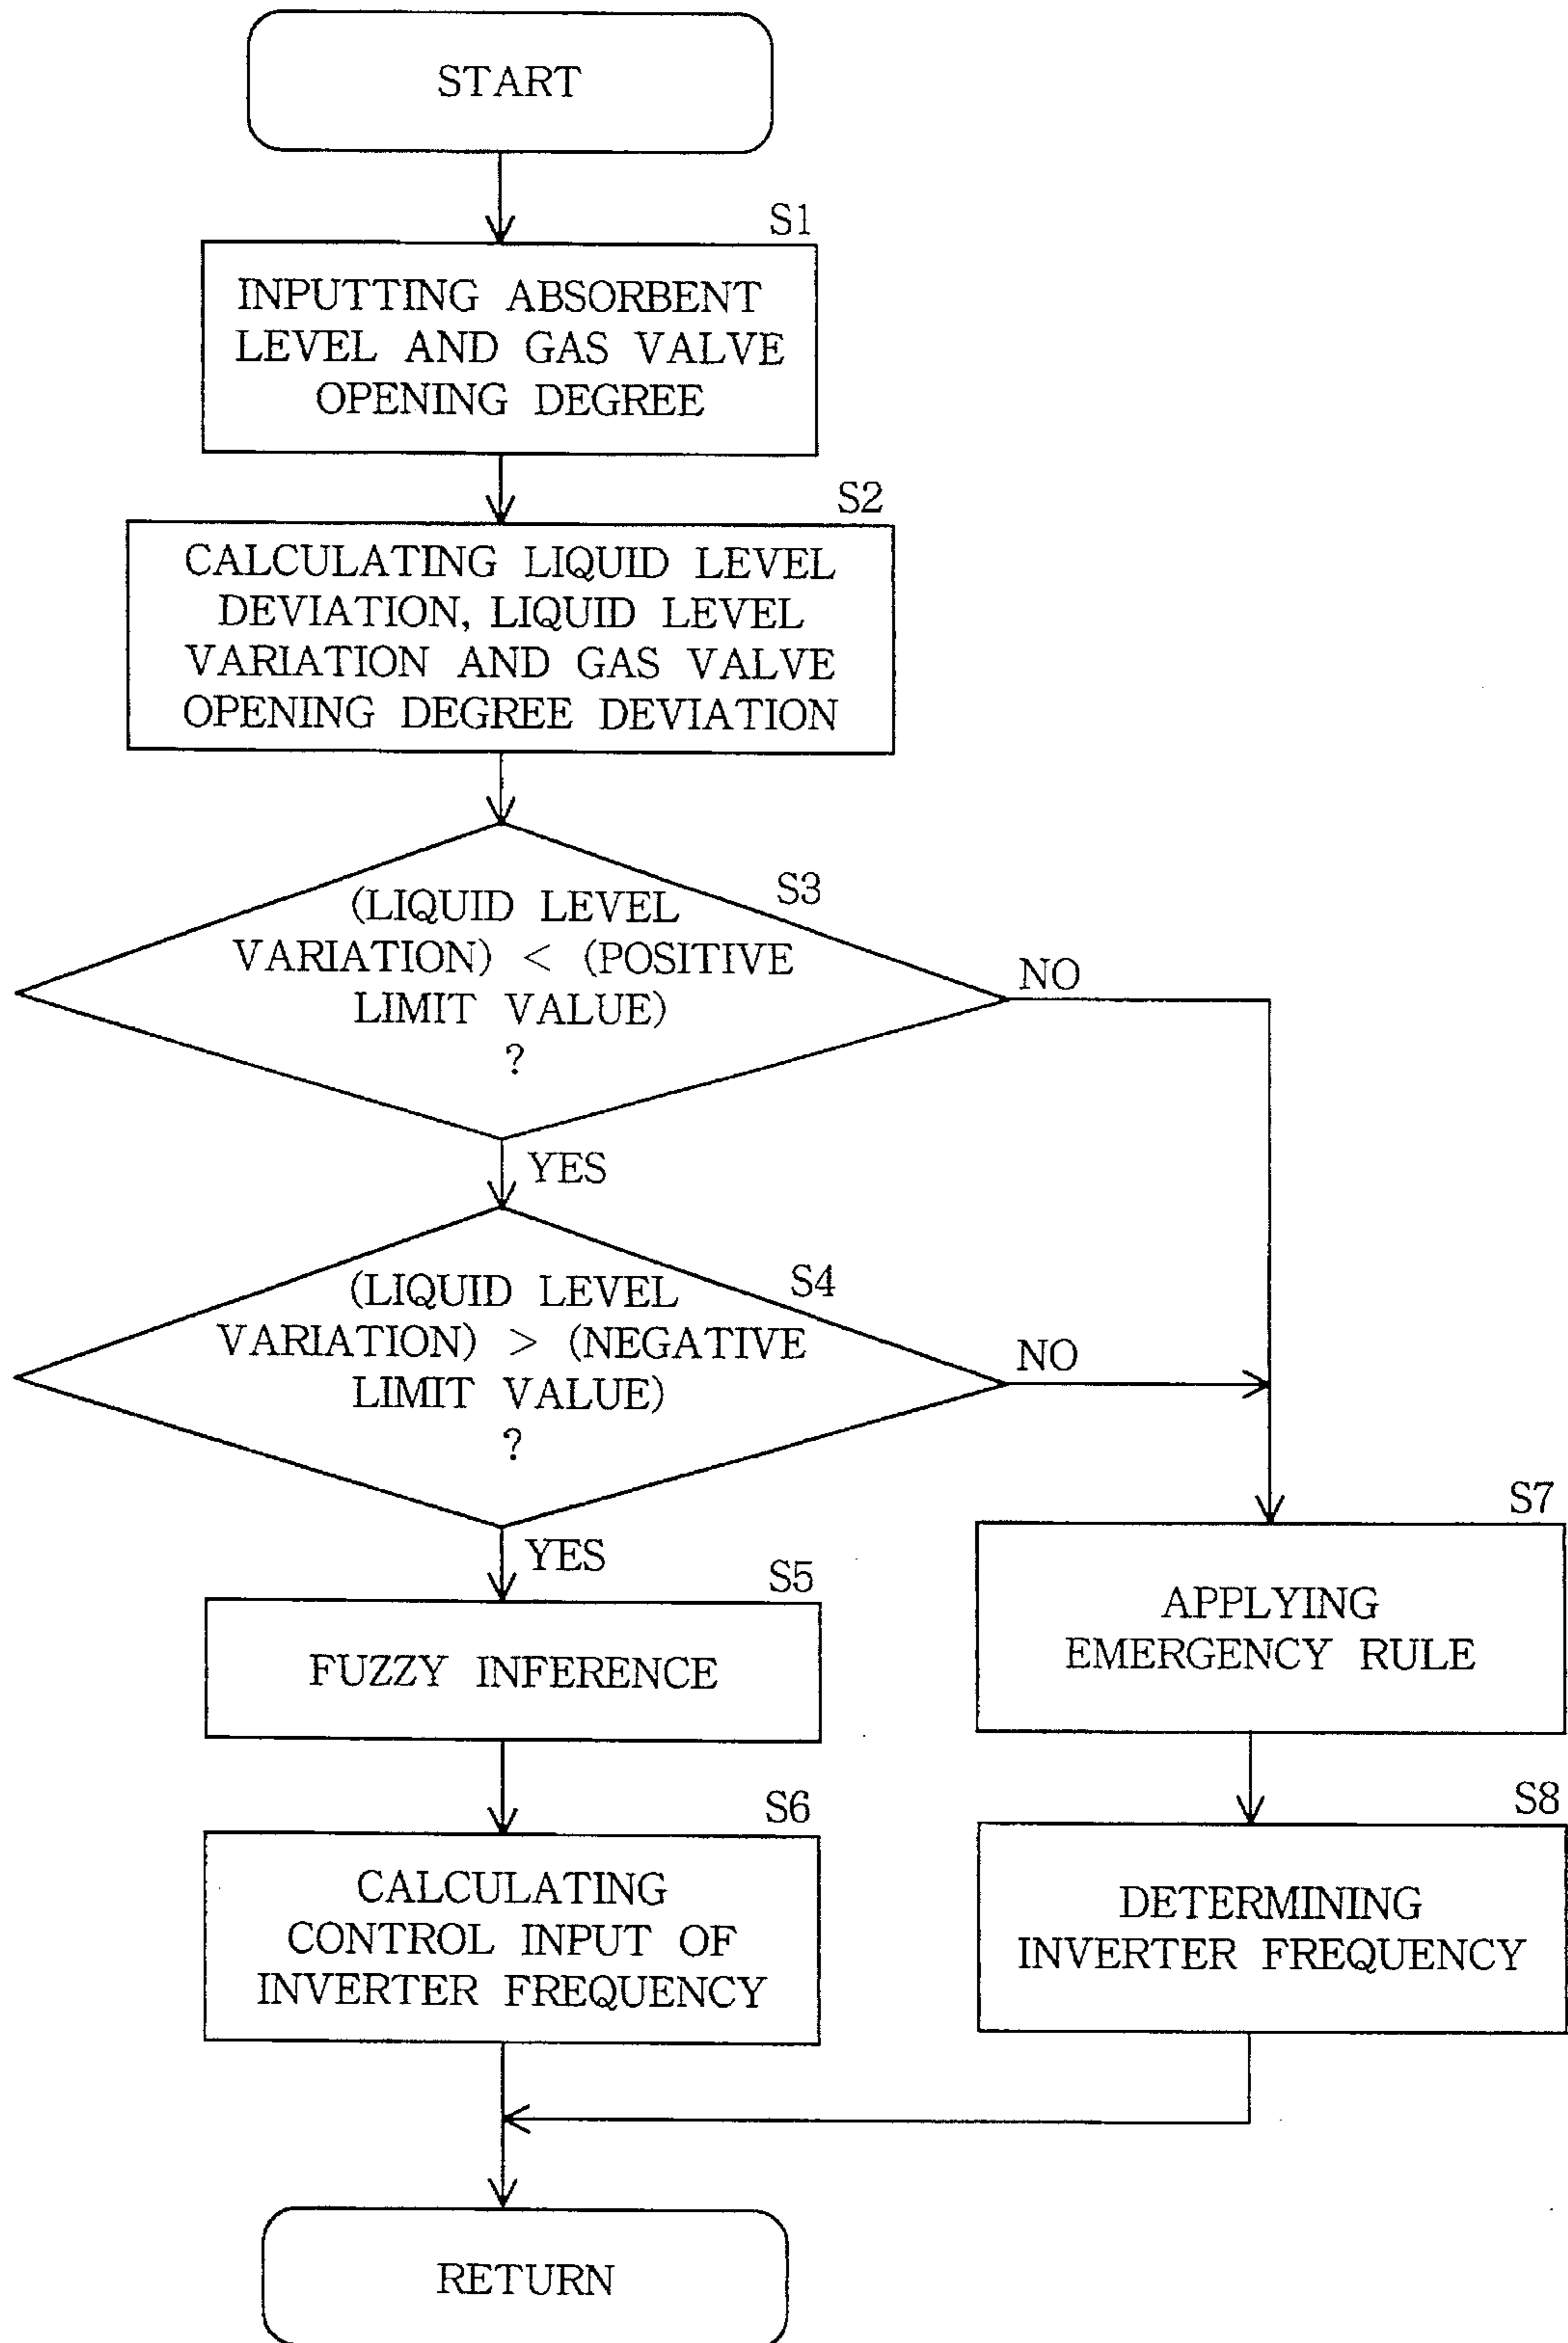 START
S1
INPUTTING ABSORBENT
LEVEL AND GAS VALVE
OPENING DEGREE
S2
CALCULATING LIQUID LEVEL
DEVIATION, LIQUID LEVEL
VARIATION AND GAS VALVE
OPENING DEGREE DEVIATION
S3
(LIQUID LEVEL
VARIATION) < (POSITIVE
LIMIT VALUE)
?
NO
YES
S4
(LIQUID LEVEL
VARIATION) > (NEGATIVE
LIMIT VALUE)
?
NO
YES
S5
FUZZY INFERENCE
S6
CALCULATING
CONTROL INPUT OF
INVERTER FREQUENCY
S7
APPLYING
EMERGENCY RULE
S8
DETERMINING
INVERTER FREQUENCY
RETURN